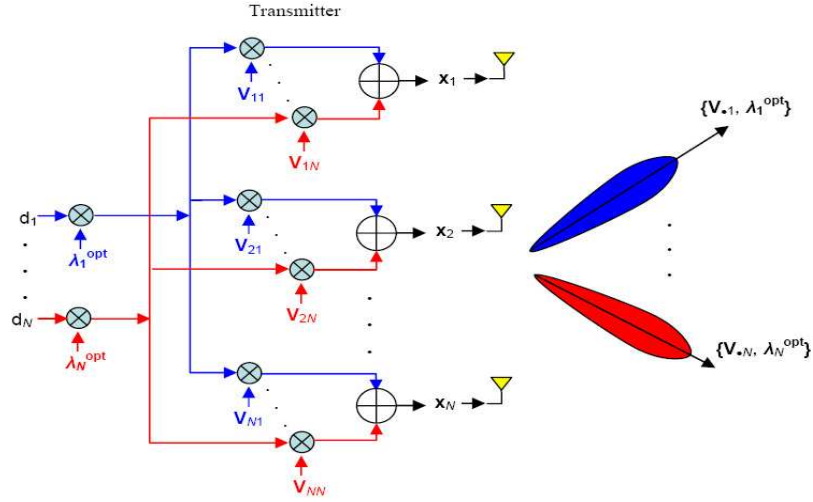 Transmitter
x₁
V₁₁
{V•₁, λ₁ᵒᵖᵗ}
V₁N
d₁
x₂
λ₁ᵒᵖᵗ
V₂₁
dN
V₂N
λNᵒᵖᵗ
{V•N, λNᵒᵖᵗ}
xN
VN₁
VNN